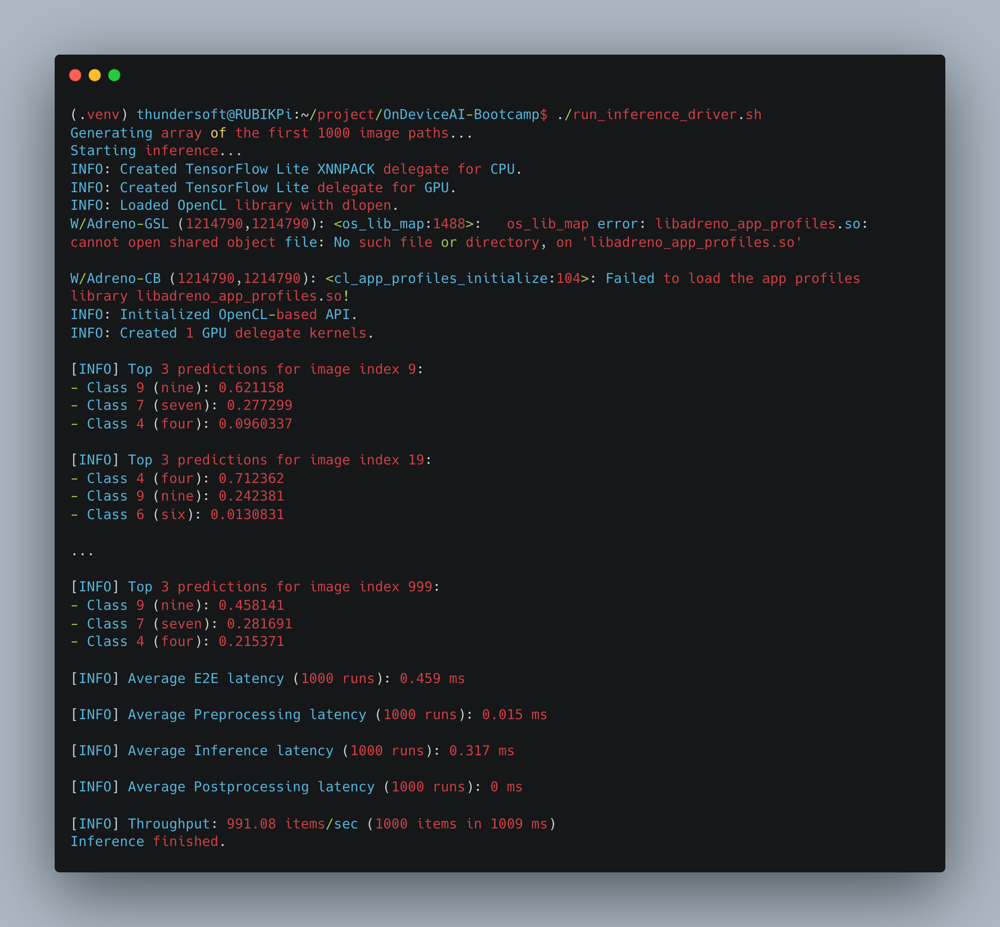 (.venv) thundersoft@RUBIKPi:~/project/OnDeviceAI-Bootcamp$ ./run_inference_driver.sh
Generating array of the first 1000 image paths...
Starting inference...
INFO: Created TensorFlow Lite XNNPACK delegate for CPU.
INFO: Created TensorFlow Lite delegate for GPU.
INFO: Loaded OpenCL library with dlopen.
W/Adreno-GSL (1214790,1214790): <os_lib_map:1488>:   os_lib_map error: libadreno_app_profiles.so:
cannot open shared object file: No such file or directory, on 'libadreno_app_profiles.so'
W/Adreno-CB (1214790,1214790): <cl_app_profiles_initialize:104>: Failed to load the app profiles
library libadreno_app_profiles.so!
INFO: Initialized OpenCL-based API.
INFO: Created 1 GPU delegate kernels.
[INFO] Top 3 predictions for image index 9:
- Class 9 (nine): 0.621158
- Class 7 (seven): 0.277299
- Class 4 (four): 0.0960337
[INFO] Top 3 predictions for image index 19:
- Class 4 (four): 0.712362
- Class 9 (nine): 0.242381
- Class 6 (six): 0.0130831
...
[INFO] Top 3 predictions for image index 999:
- Class 9 (nine): 0.458141
- Class 7 (seven): 0.281691
- Class 4 (four): 0.215371
[INFO] Average E2E latency (1000 runs): 0.459 ms
[INFO] Average Preprocessing latency (1000 runs): 0.015 ms
[INFO] Average Inference latency (1000 runs): 0.317 ms
[INFO] Average Postprocessing latency (1000 runs): 0 ms
[INFO] Throughput: 991.08 items/sec (1000 items in 1009 ms)
Inference finished.